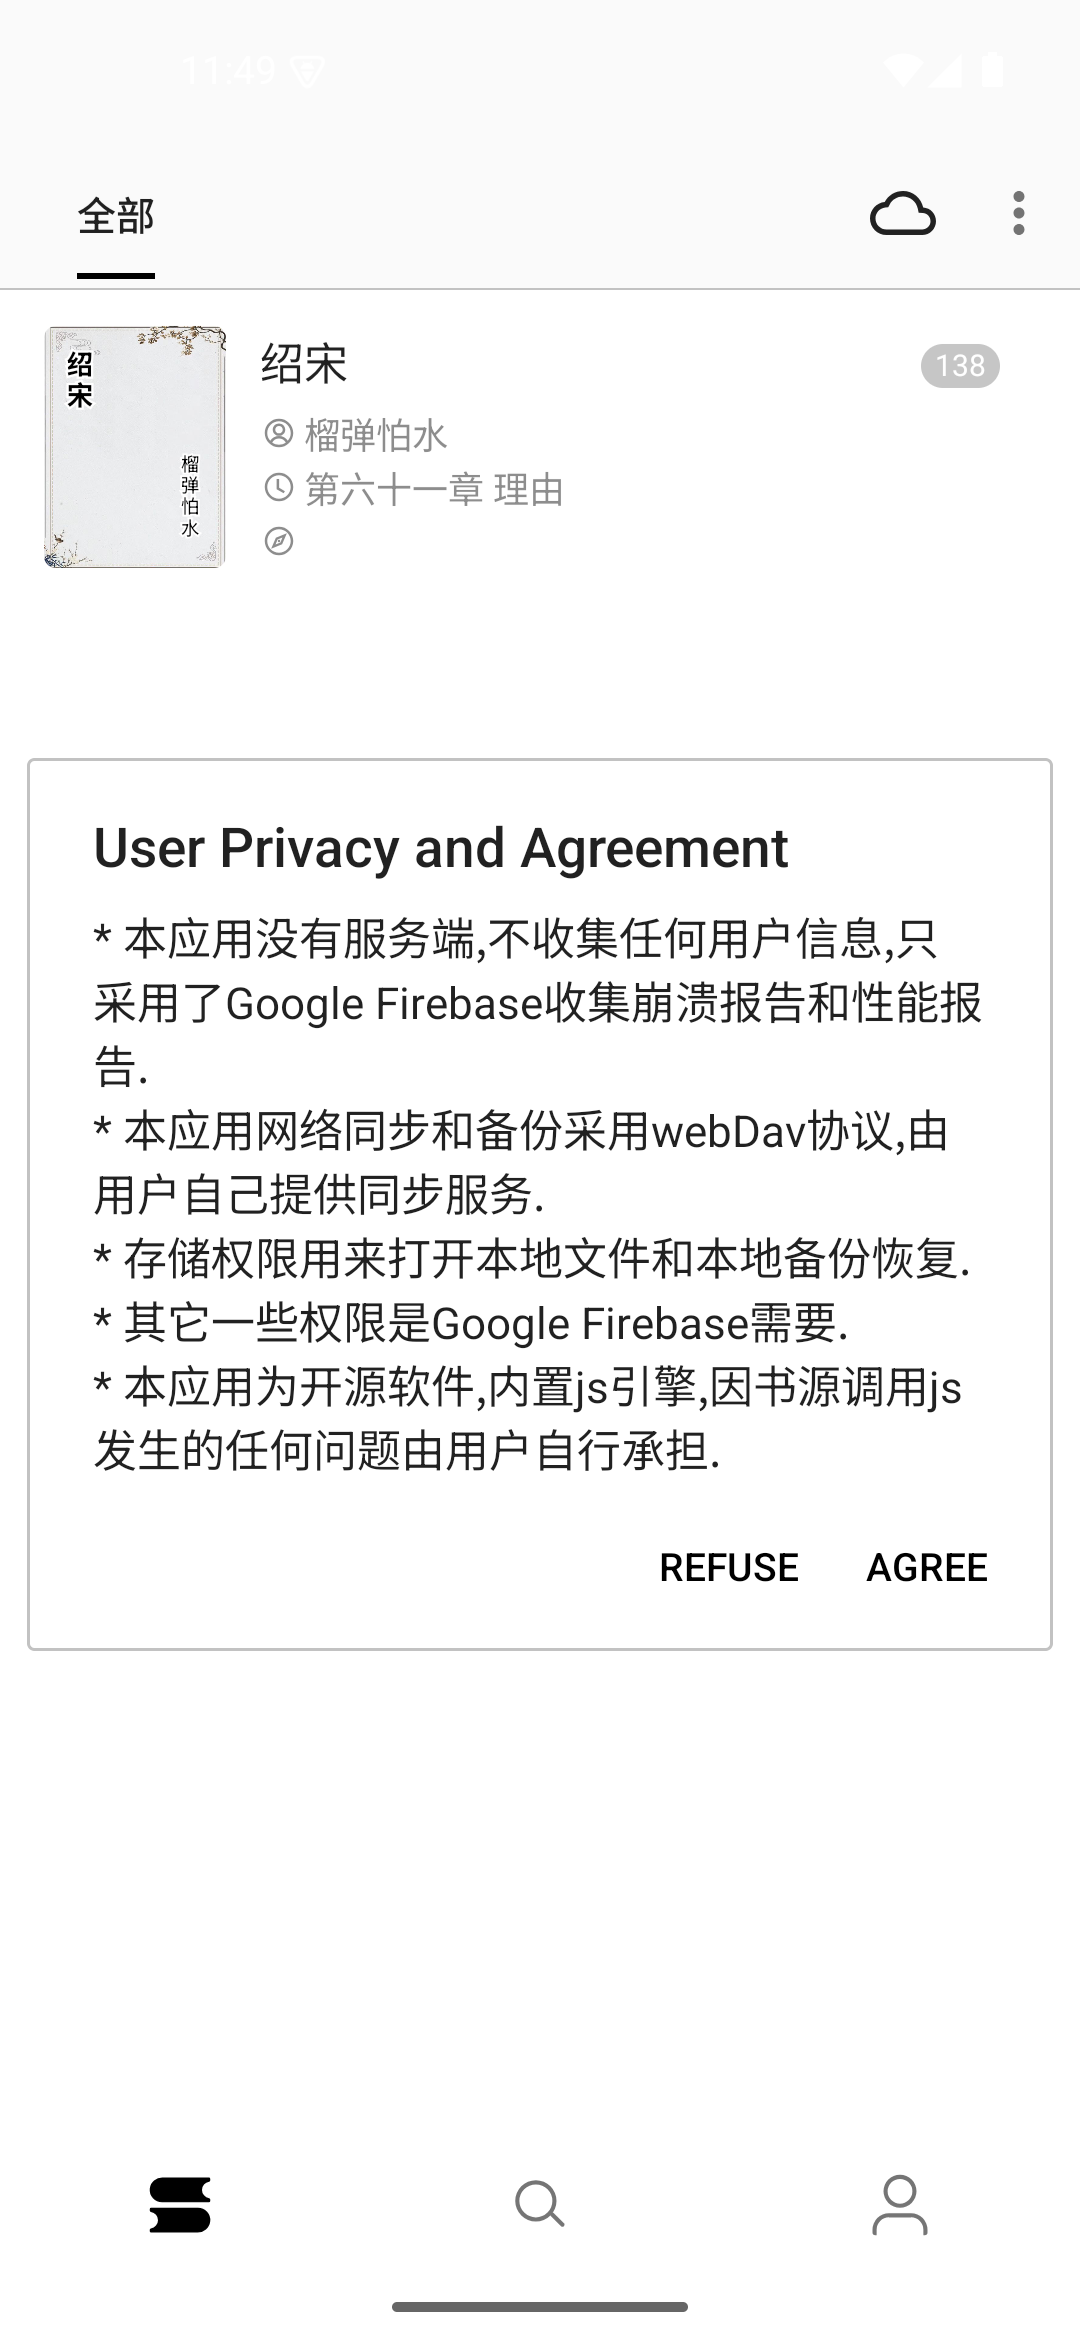 11:49
全部
绍宋
榴弹怕水
绍宋
138
榴弹怕水
第六十一章 理由
User Privacy and Agreement
* 本应用没有服务端,不收集任何用户信息,只
采用了Google Firebase收集崩溃报告和性能报
告.
* 本应用网络同步和备份采用webDav协议,由
用户自己提供同步服务.
* 存储权限用来打开本地文件和本地备份恢复.
* 其它一些权限是Google Firebase需要.
* 本应用为开源软件,内置js引擎,因书源调用js
发生的任何问题由用户自行承担.
REFUSE AGREE